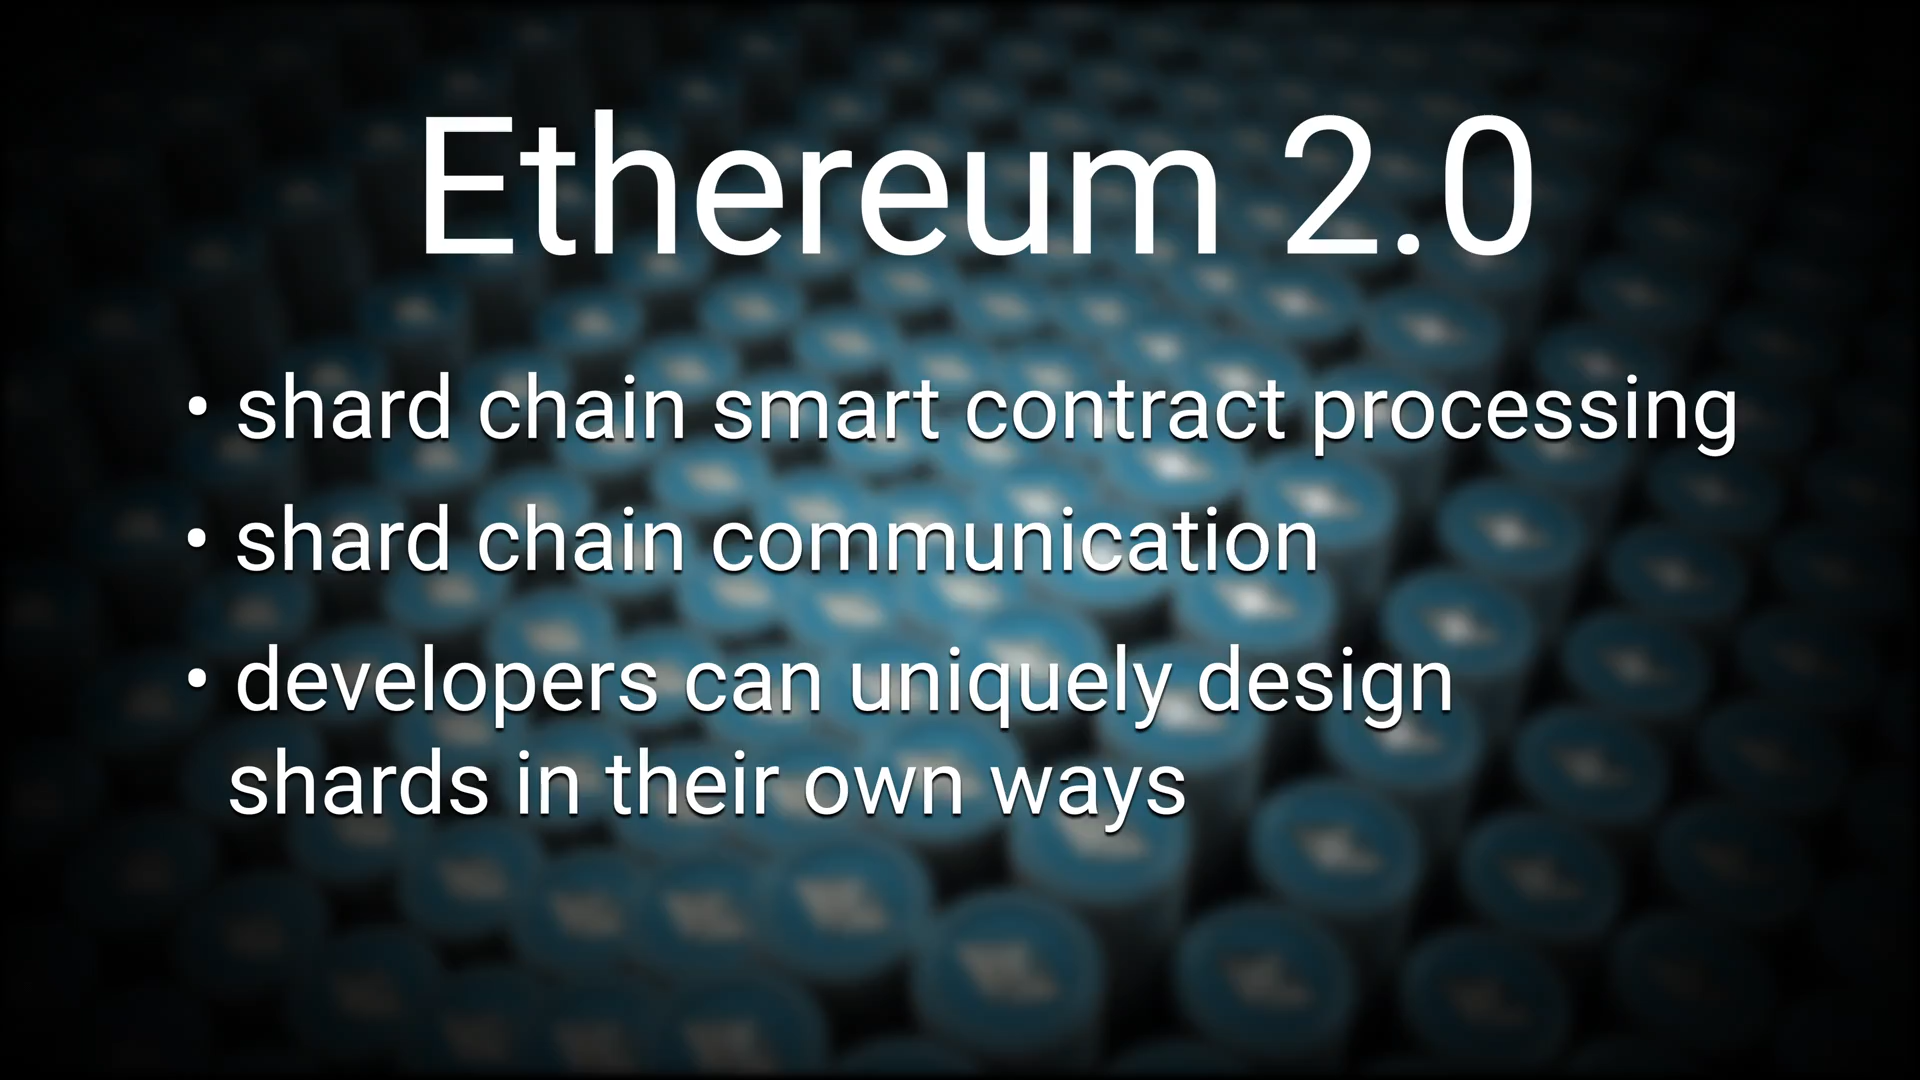 Ethereum 2.0
• shard chain smart contract processing
• shard chain communication
• developers can uniquely design
shards in their own ways